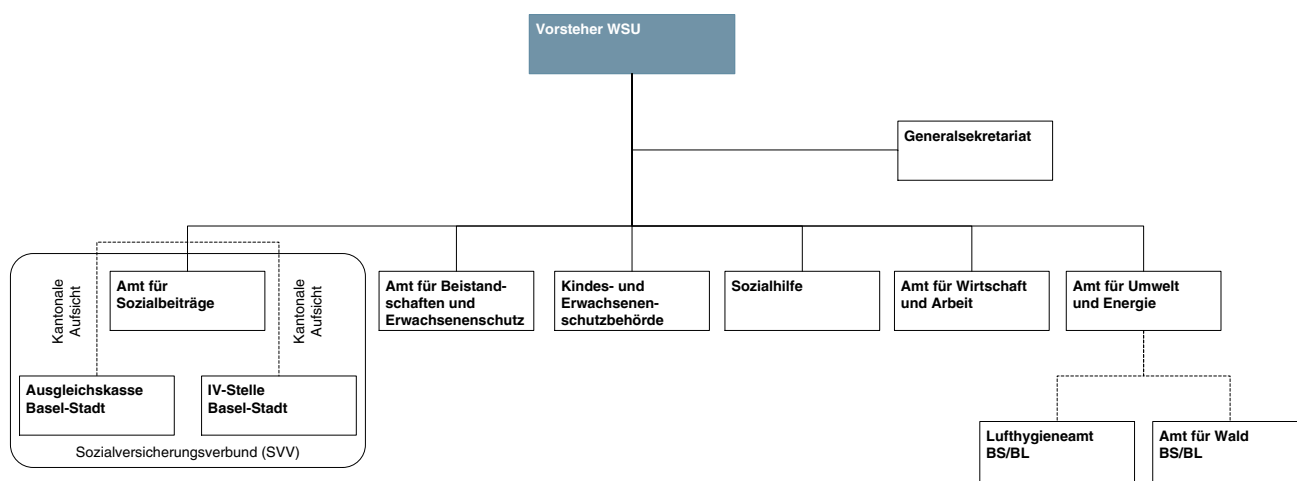 Vorsteher WSU
Generalsekretariat
Kantonale
Aufsicht
Amt für
Sozialbeiträge
Kantonale
Aufsicht
Amt für Beistand-
schaften und
Erwachsenenschutz
Kindes- und
Erwachsenen-
schutzbehörde
Sozialhilfe
Amt für Wirtschaft
und Arbeit
Amt für Umwelt
und Energie
Ausgleichskasse
Basel-Stadt
IV-Stelle
Basel-Stadt
Sozialversicherungsverbund (SVV)
Lufthygieneamt
BS/BL
Amt für Wald
BS/BL